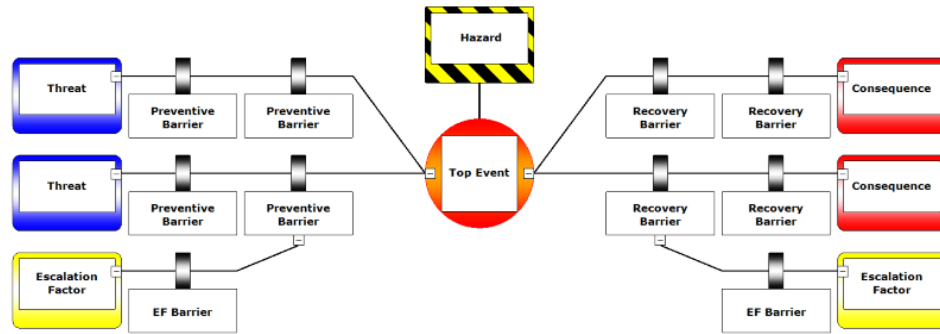 Hazard
Threat
Preventive
Barrier
Preventive
Barrier
Recovery
Barrier
Recovery
Barrier
Consequence
Top Event
Threat
Preventive
Barrier
Preventive
Barrier
Recovery
Barrier
Recovery
Barrier
Consequence
Escalation
Factor
EF Barrier
EF Barrier
Escalation
Factor